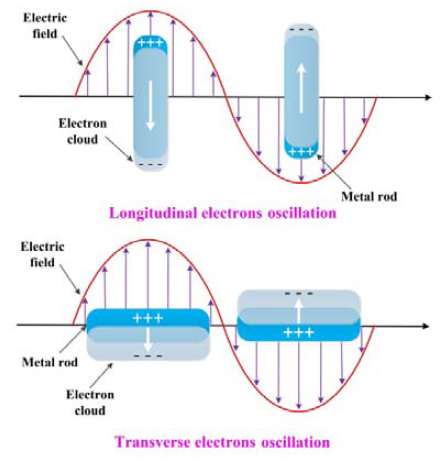 Electric
field
+++
- - -
Electron
cloud
- - -
+++
Metal rod
Longitudinal electrons oscillation
Electric
field
+++
- - -
- - -
+++
Metal rod
Electron
cloud
Transverse electrons oscillation